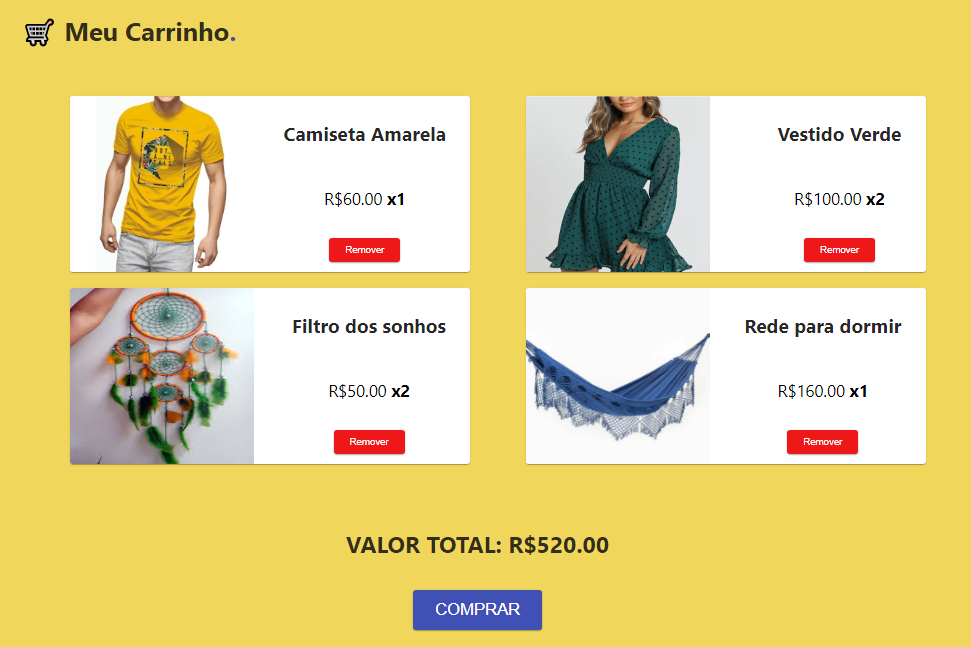 Meu Carrinho.
Camiseta Amarela
R$60.00 x1
Remover
Vestido Verde
R$100.00 x2
Remover
Filtro dos sonhos
R$50.00 x2
Remover
Rede para dormir
R$160.00 x1
Remover
VALOR TOTAL: R$520.00
COMPRAR